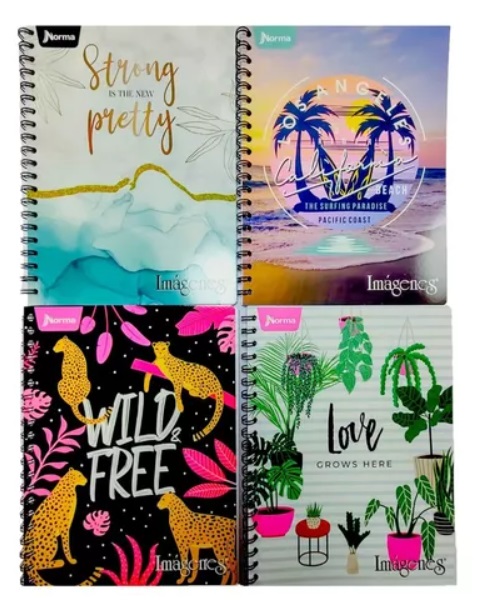 Norma
Strong
IS THE NEW
pretty
Imágenes
Norma
LOS ANGELES
California
BEACH
THE SURFING PARADISE
PACIFIC COAST
Imágenes
Norma
WILD
&
FREE
Imágenes
Norma
Love
GROWS HERE
Imágenes